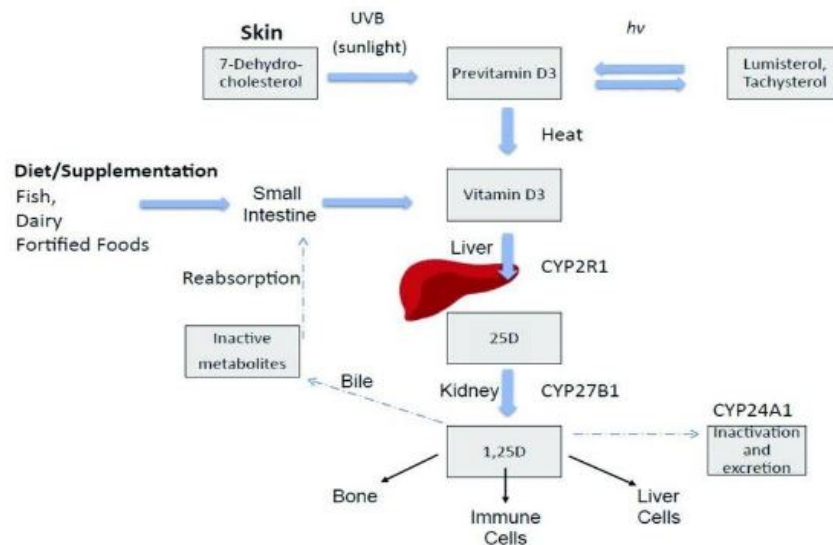 Skin
UVB
(sunlight)
hv
7-Dehydro-
cholesterol
Previtamin D3
Lumisterol,
Tachysterol
Heat
Diet/Supplementation
Fish,
Dairy
Fortified Foods
Small
Intestine
Vitamin D3
Liver
CYP2R1
Reabsorption
Inactive
metabolites
25D
Bile
Kidney
CYP27B1
CYP24A1
Inactivation
and
excretion
1,25D
Bone
Immune
Cells
Liver
Cells